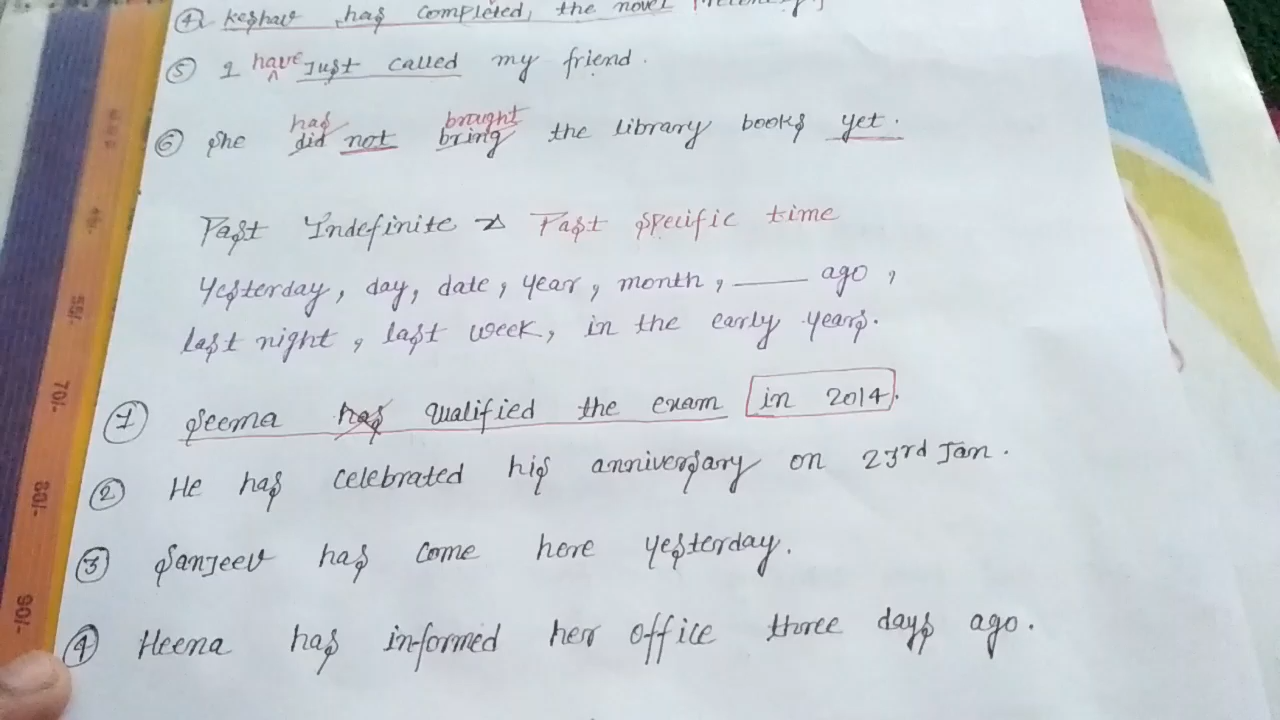 4 Keshav has completed, the novel
5 I have Just called my friend.
has brought
6 She did not bring the library books yet.
Past Indefinite → Past specific time
Yesterday, day, date, year, month, ___ ago,
last night, last week, in the early years.
1 Seema has qualified the exam in 2014.
2 He has celebrated his anniversary on 23rd Jan.
3 Sanjeev has come here yesterday.
4 Heena has informed her office three days ago.
70/-
80/-
90/-